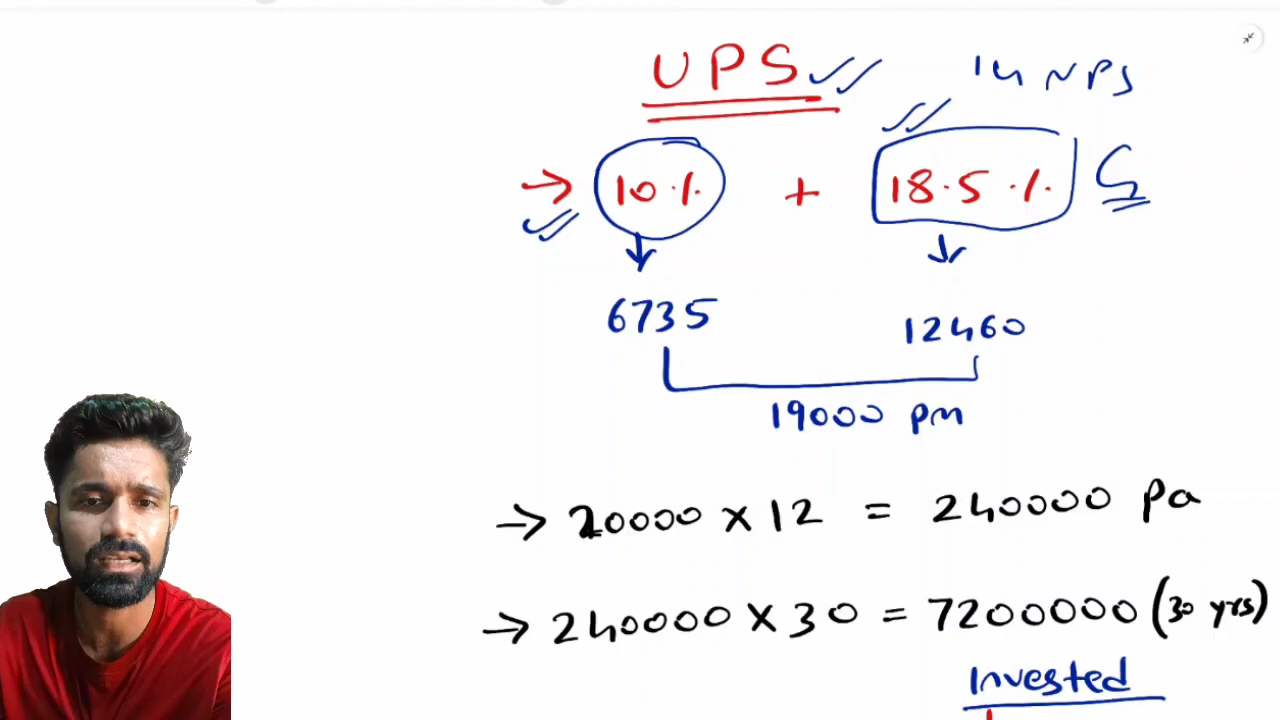 UPS
14 NPS
→ 10 % + 18.5 % G
6735 12460
19000 pm
→ 20000 x 12 = 240000 pa
→ 240000 x 30 = 7200000 (30 yrs)
Invested